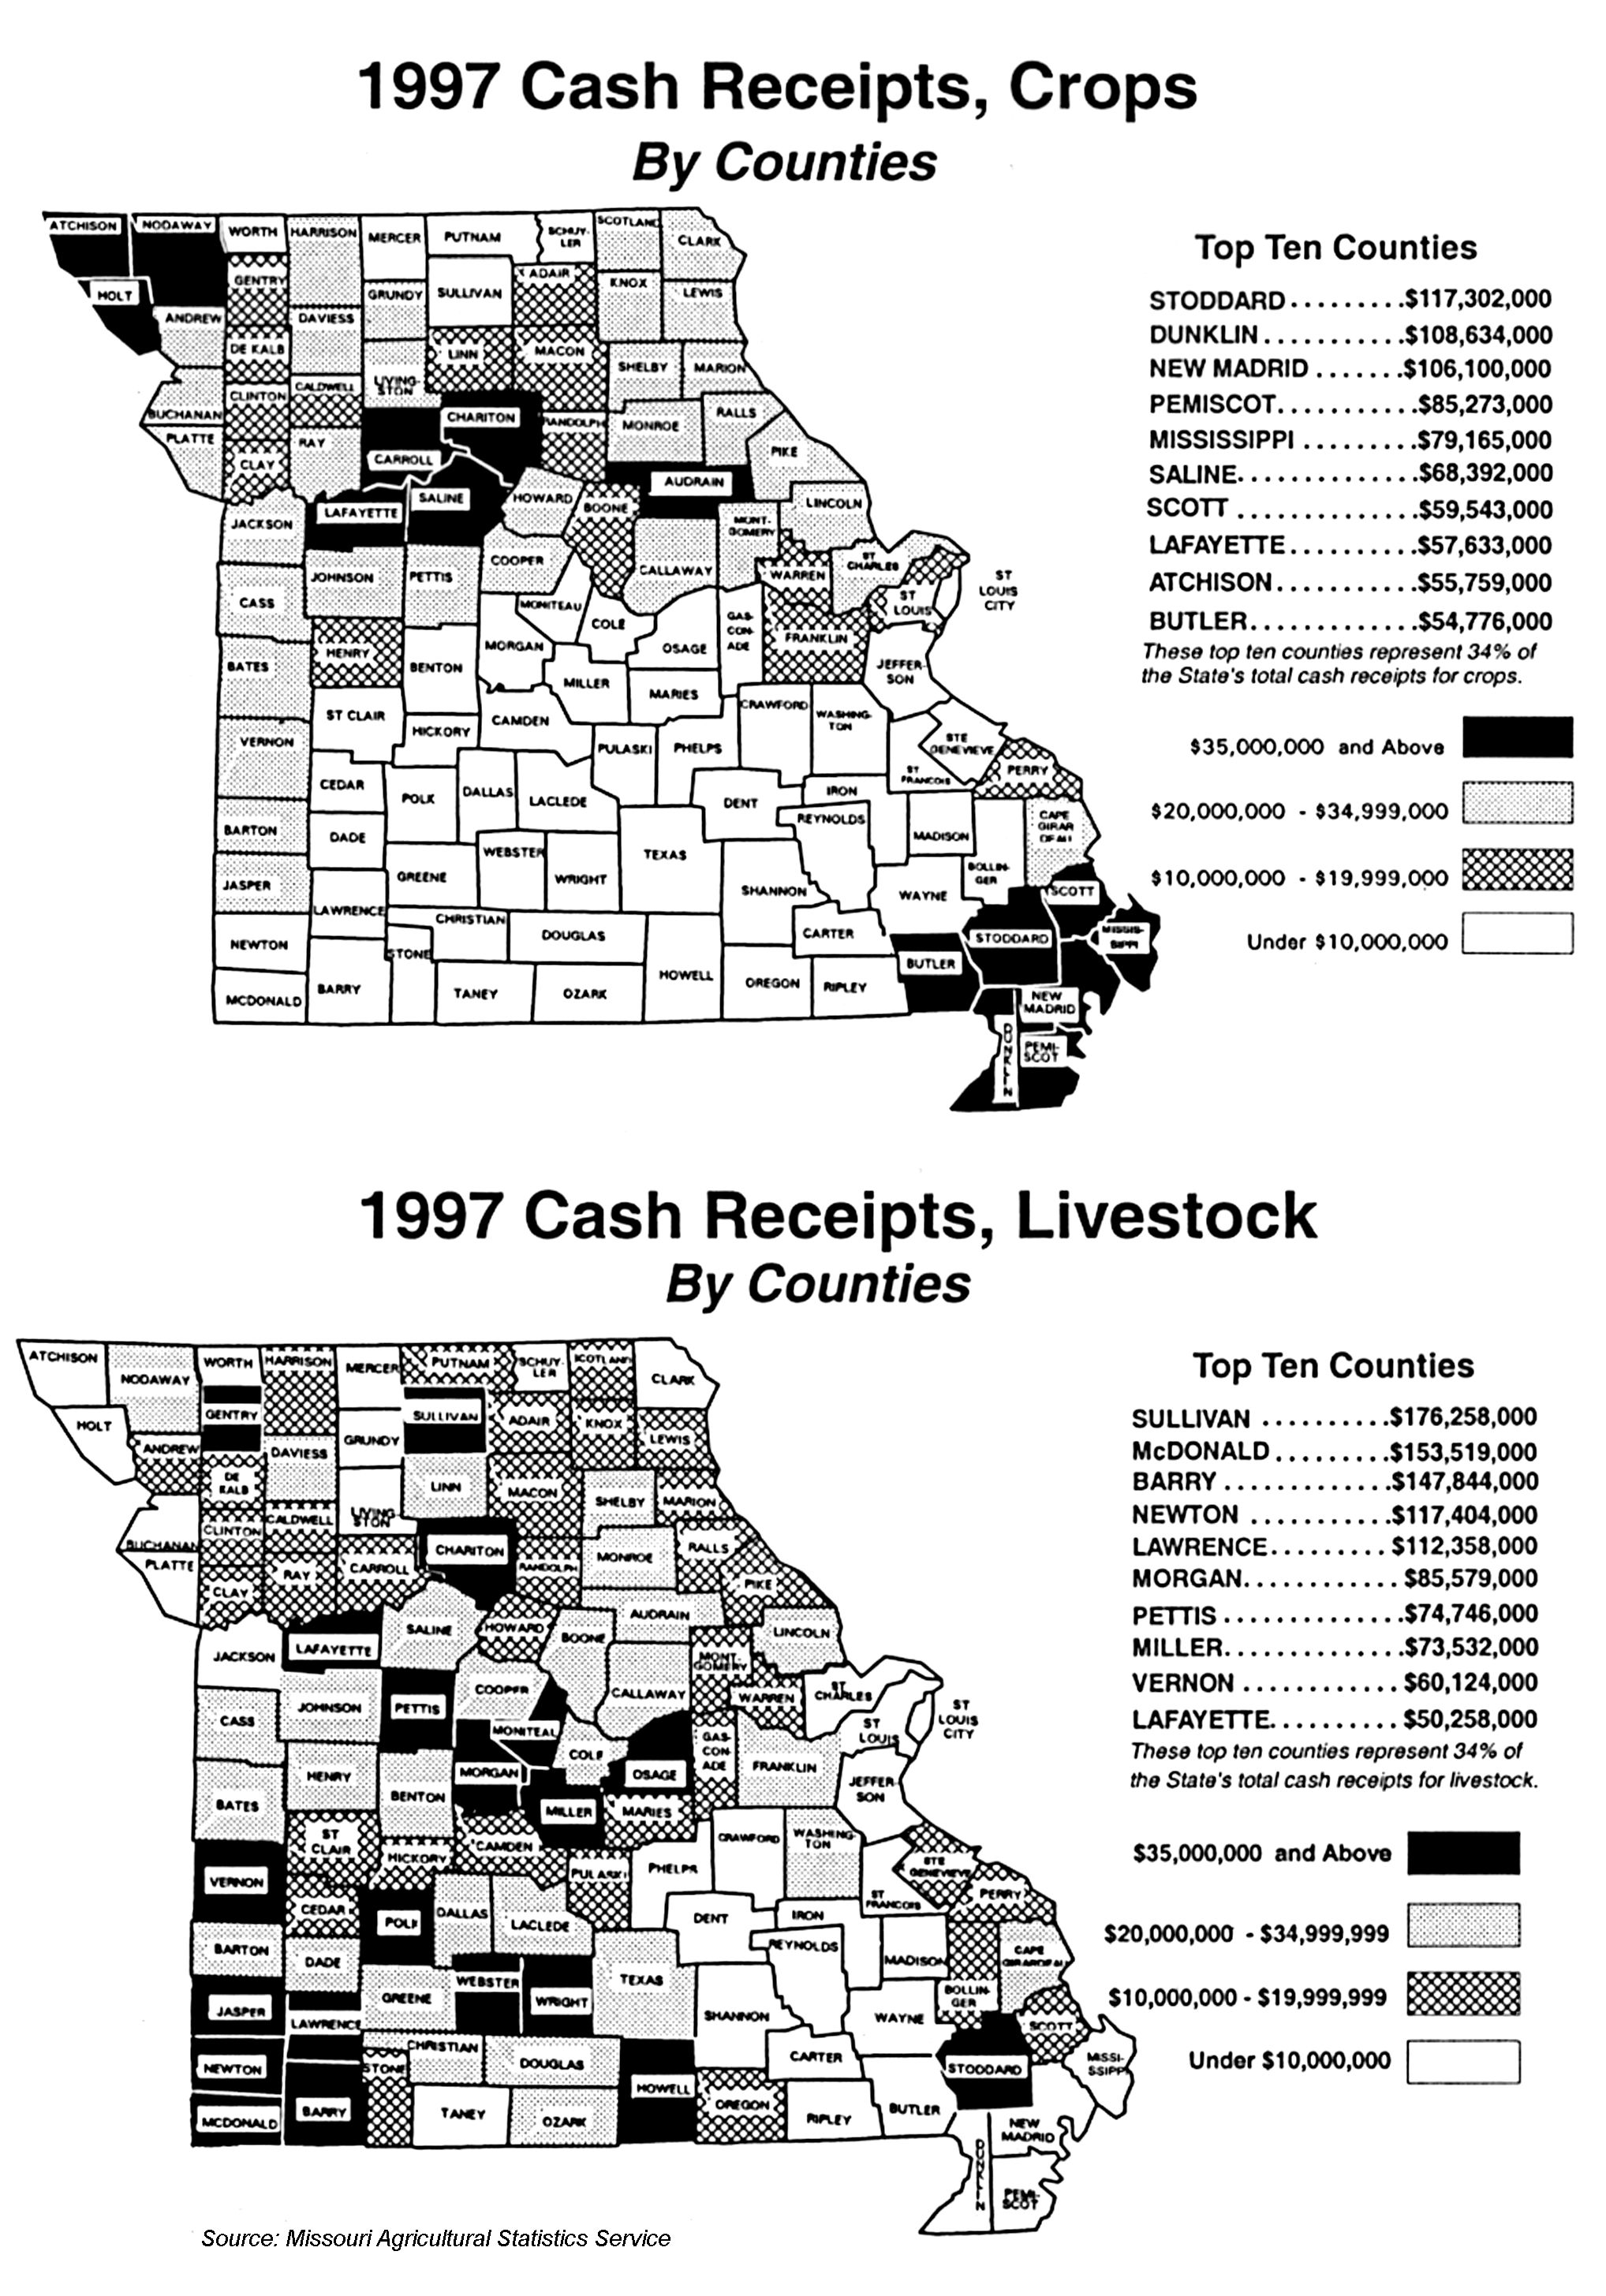 1997 Cash Receipts, Crops
By Counties
ATCHISON
NODAWAY
WORTH
HARRISON
MERCER
PUTNAM
SCHUY-
LER
SCOTLAND
CLARK
HOLT
GENTRY
GRUNDY
SULLIVAN
ADAIR
KNOX
LEWIS
ANDREW
DE KALB
DAVIESS
LIVING-
STON
LINN
MACON
SHELBY
MARION
BUCHANAN
CLINTON
CALDWELL
CHARITON
RANDOLPH
MONROE
RALLS
PLATTE
CLAY
RAY
CARROLL
PIKE
AUDRAIN
JACKSON
LAFAYETTE
SALINE
HOWARD
BOONE
MONT-
GOMERY
LINCOLN
CASS
JOHNSON
PETTIS
COOPER
CALLAWAY
WARREN
ST
CHARLES
ST
LOUIS
ST
LOUIS
CITY
MONITEAU
COLE
BATES
HENRY
BENTON
MORGAN
OSAGE
GAS-
CON-
ADE
FRANKLIN
JEFFER-
SON
MILLER
MARIES
ST CLAIR
HICKORY
CAMDEN
CRAWFORD
WASHING-
TON
VERNON
PULASKI
PHELPS
STE
GENEVIEVE
ST
FRANCOIS
PERRY
CEDAR
POLK
DALLAS
LACLEDE
DENT
IRON
REYNOLDS
MADISON
CAPE
GIRAR
DEAU
BARTON
DADE
WEBSTER
WRIGHT
TEXAS
BOLLIN-
GER
JASPER
GREENE
SHANNON
WAYNE
SCOTT
LAWRENCE
CHRISTIAN
DOUGLAS
CARTER
STODDARD
MISSIS-
SIPPI
NEWTON
STONE
BUTLER
MCDONALD
BARRY
TANEY
OZARK
HOWELL
OREGON
RIPLEY
NEW
MADRID
DUNKLIN
PEMI-
SCOT
Top Ten Counties
STODDARD.........$117,302,000
DUNKLIN...........$108,634,000
NEW MADRID .......$106,100,000
PEMISCOT...........$85,273,000
MISSISSIPPI .........$79,165,000
SALINE..............$68,392,000
SCOTT ..............$59,543,000
LAFAYETTE..........$57,633,000
ATCHISON...........$55,759,000
BUTLER.............$54,776,000
These top ten counties represent 34% of
the State's total cash receipts for crops.
$35,000,000 and Above
$20,000,000 - $34,999,000
$10,000,000 - $19,999,000
Under $10,000,000
1997 Cash Receipts, Livestock
By Counties
ATCHISON
NODAWAY
WORTH
HARRISON
MERCER
PUTNAM
SCHUY-
LER
SCOTLAND
CLARK
HOLT
GENTRY
GRUNDY
SULLIVAN
ADAIR
KNOX
LEWIS
ANDREW
DE
KALB
DAVIESS
LIVING
STON
LINN
MACON
SHELBY
MARION
BUCHANAN
CLINTON
CALDWELL
CHARITON
RANDOLPH
MONROE
RALLS
PLATTE
CLAY
RAY
CARROLL
PIKE
AUDRAIN
JACKSON
LAFAYETTE
SALINE
HOWARD
BOONE
MONT-
GOMERY
LINCOLN
CASS
JOHNSON
PETTIS
COOPER
CALLAWAY
WARREN
ST
CHARLES
ST
LOUIS
ST
LOUIS
CITY
MONITEAU
COLE
BATES
HENRY
BENTON
MORGAN
OSAGE
GAS-
CON-
ADE
FRANKLIN
JEFFER-
SON
MILLER
MARIES
ST
CLAIR
HICKORY
CAMDEN
CRAWFORD
WASHING-
TON
VERNON
PULASKI
PHELPS
STE
GENEVIEVE
ST
FRANCOIS
PERRY
CEDAR
POLK
DALLAS
LACLEDE
DENT
IRON
REYNOLDS
MADISON
CAPE
GIRARDEAU
BARTON
DADE
WEBSTER
WRIGHT
TEXAS
BOLLIN-
GER
JASPER
GREENE
SHANNON
WAYNE
SCOTT
LAWRENCE
CHRISTIAN
DOUGLAS
CARTER
STODDARD
MISSI-
SSIPPI
NEWTON
STONE
BUTLER
MCDONALD
BARRY
TANEY
OZARK
HOWELL
OREGON
RIPLEY
NEW
MADRID
DUNKLIN
PEMI-
SCOT
Top Ten Counties
SULLIVAN ..........$176,258,000
McDONALD.........$153,519,000
BARRY .............$147,844,000
NEWTON ...........$117,404,000
LAWRENCE......... $112,358,000
MORGAN............ $85,579,000
PETTIS ..............$74,746,000
MILLER..............$73,532,000
VERNON ............ $60,124,000
LAFAYETTE.......... $50,258,000
These top ten counties represent 34% of
the State's total cash receipts for livestock.
$35,000,000 and Above
$20,000,000 - $34,999,999
$10,000,000 - $19,999,999
Under $10,000,000
Source: Missouri Agricultural Statistics Service